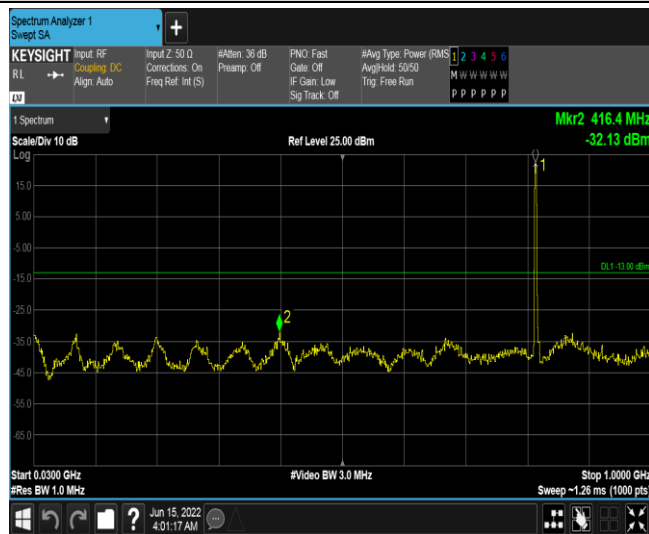 Spectrum Analyzer 1
Swept SA
+
KEYSIGHT
RL
LXI
Input: RF
Coupling: DC
Align: Auto
Input Z: 50 Ω
Corrections: On
Freq Ref: Int (S)
#Atten: 36 dB
Preamp: Off
PNO: Fast
Gate: Off
IF Gain: Low
Sig Track: Off
#Avg Type: Power (RMS
Avg|Hold: 50/50
Trig: Free Run
1 2 3 4 5 6
M W W W W W
P P P P P P
1 Spectrum
Mkr2 416.4 MHz
Scale/Div 10 dB
Ref Level 25.00 dBm
-32.13 dBm
Log
1
15.0
5.00
-5.00
DL1 -13.00 dBm
-15.0
-25.0
2
-35.0
-45.0
-55.0
-65.0
Start 0.0300 GHz
#Video BW 3.0 MHz
Stop 1.0000 GHz
#Res BW 1.0 MHz
Sweep ~1.26 ms (1000 pts)
?
Jun 15, 2022
4:01:17 AM